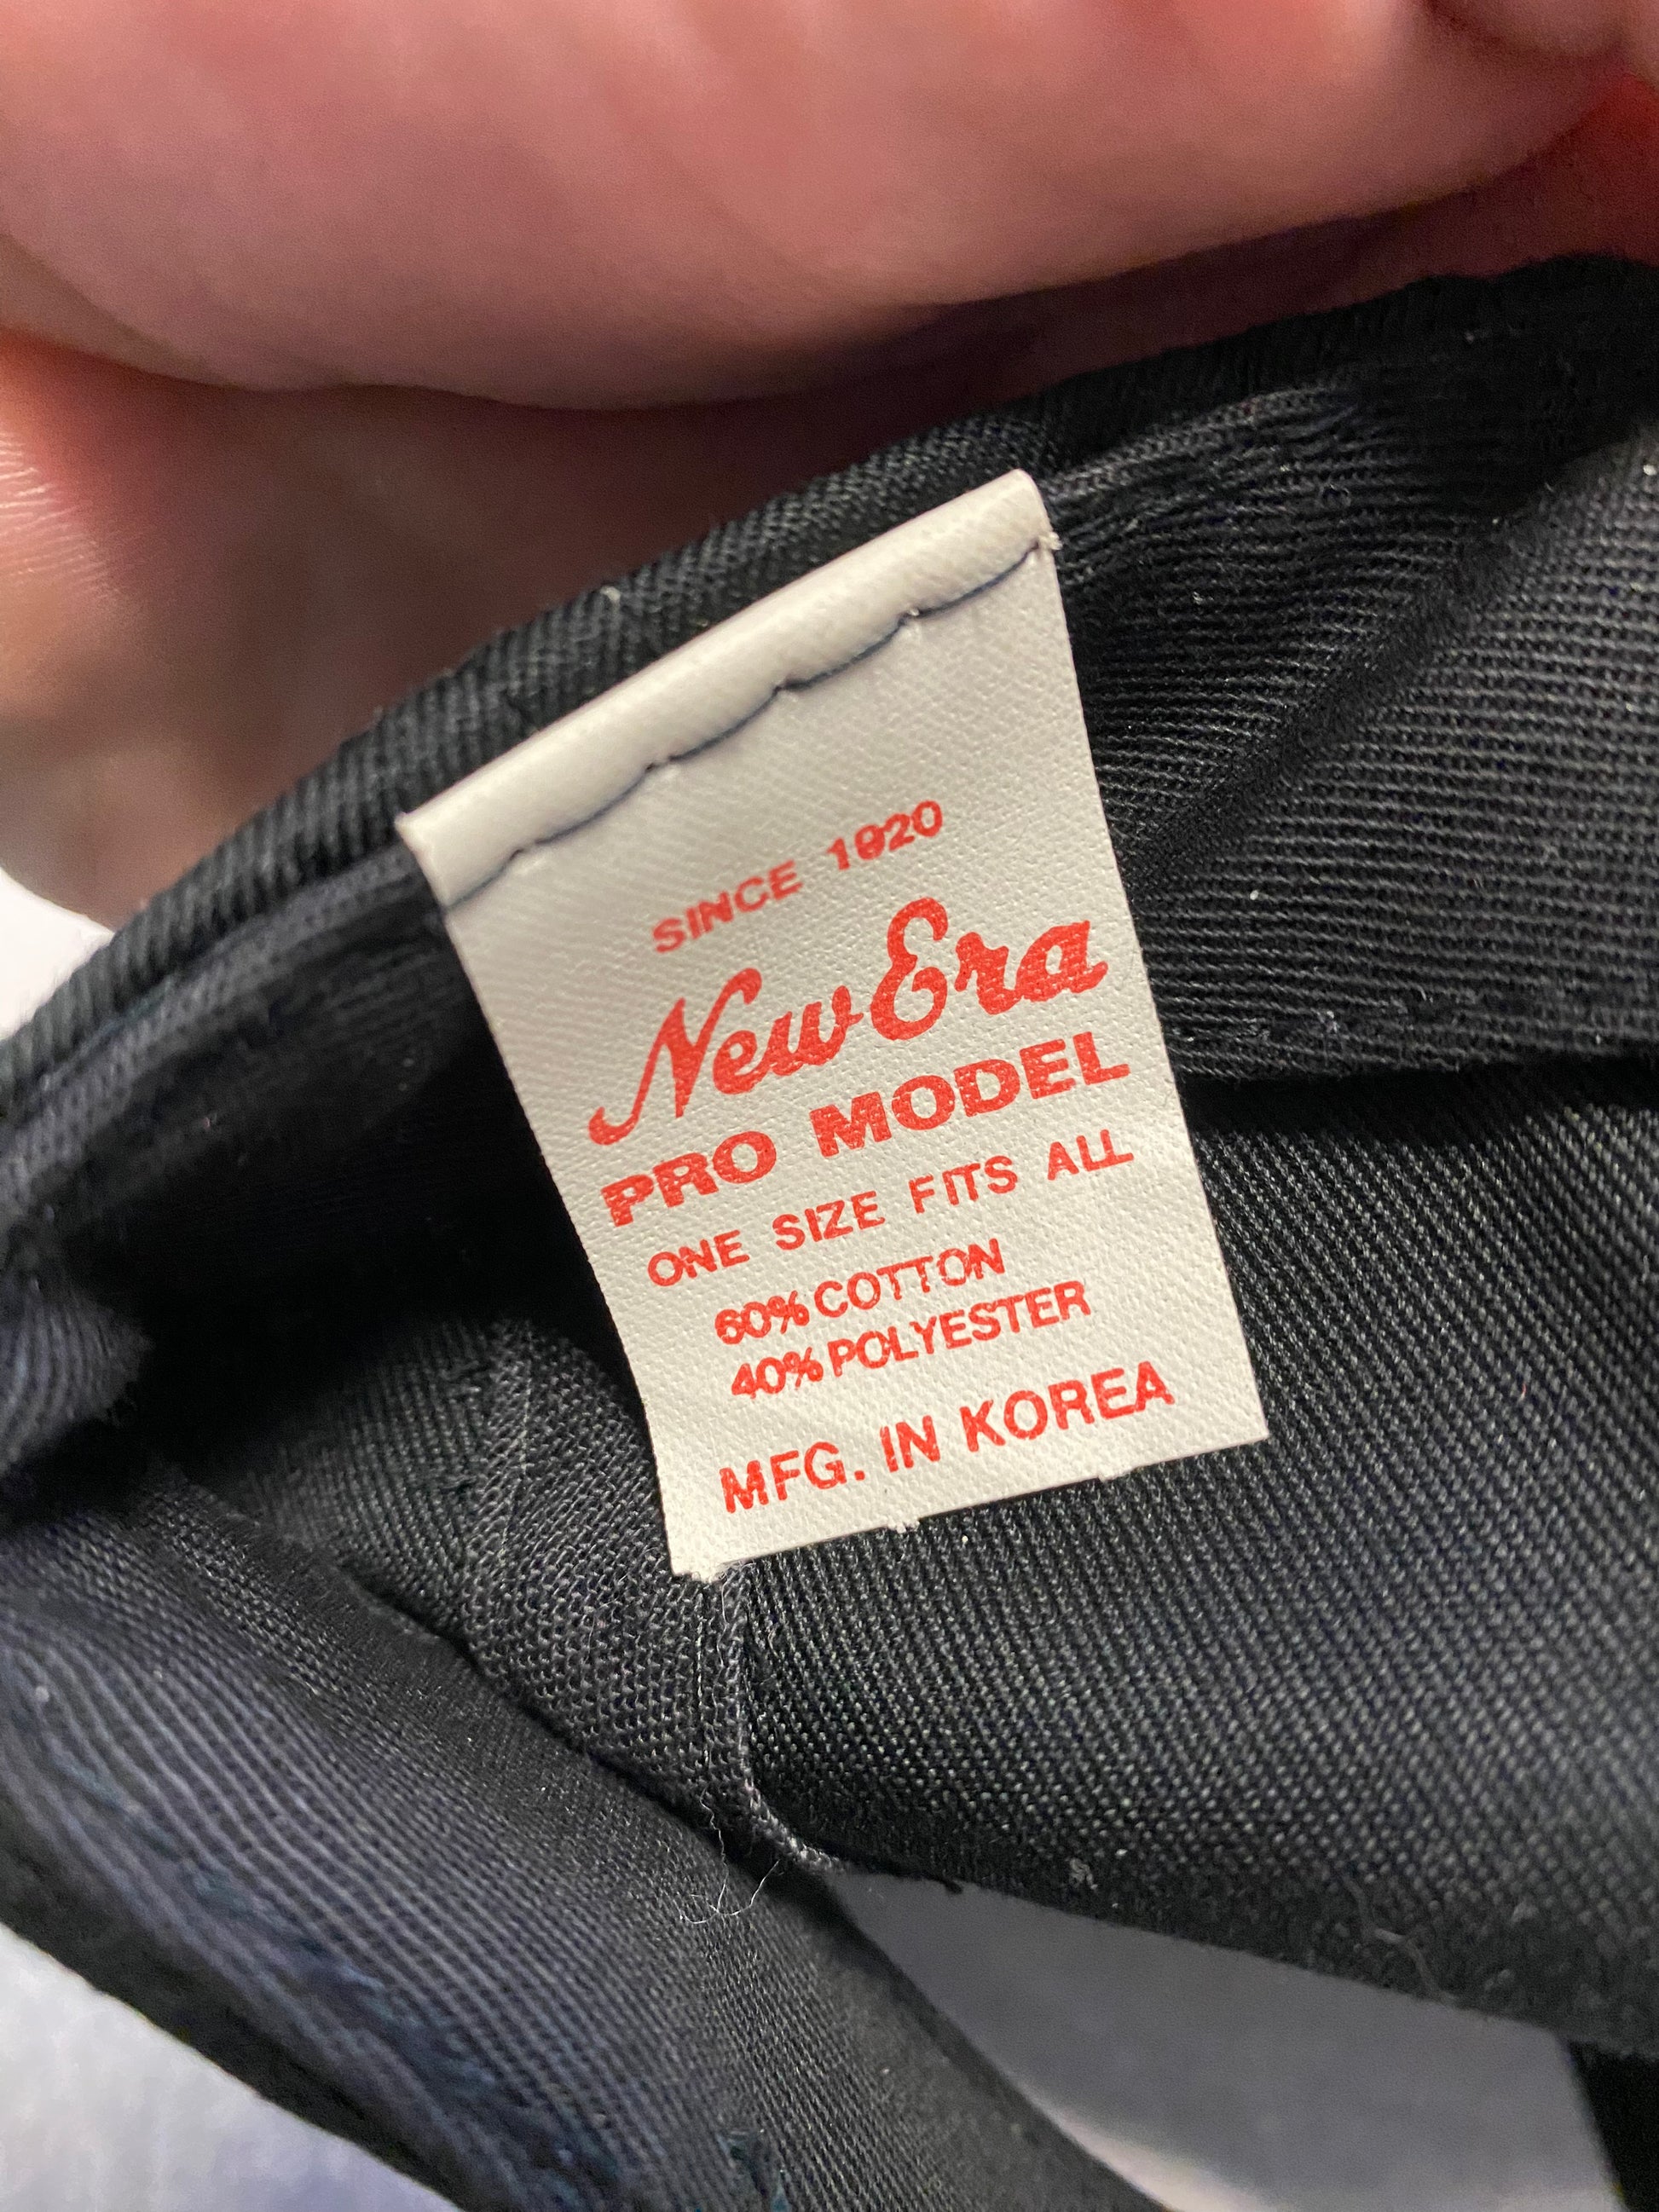 SINCE 1920
New Era
PRO MODEL
ONE SIZE FITS ALL
60% COTTON
40% POLYESTER
MFG. IN KOREA